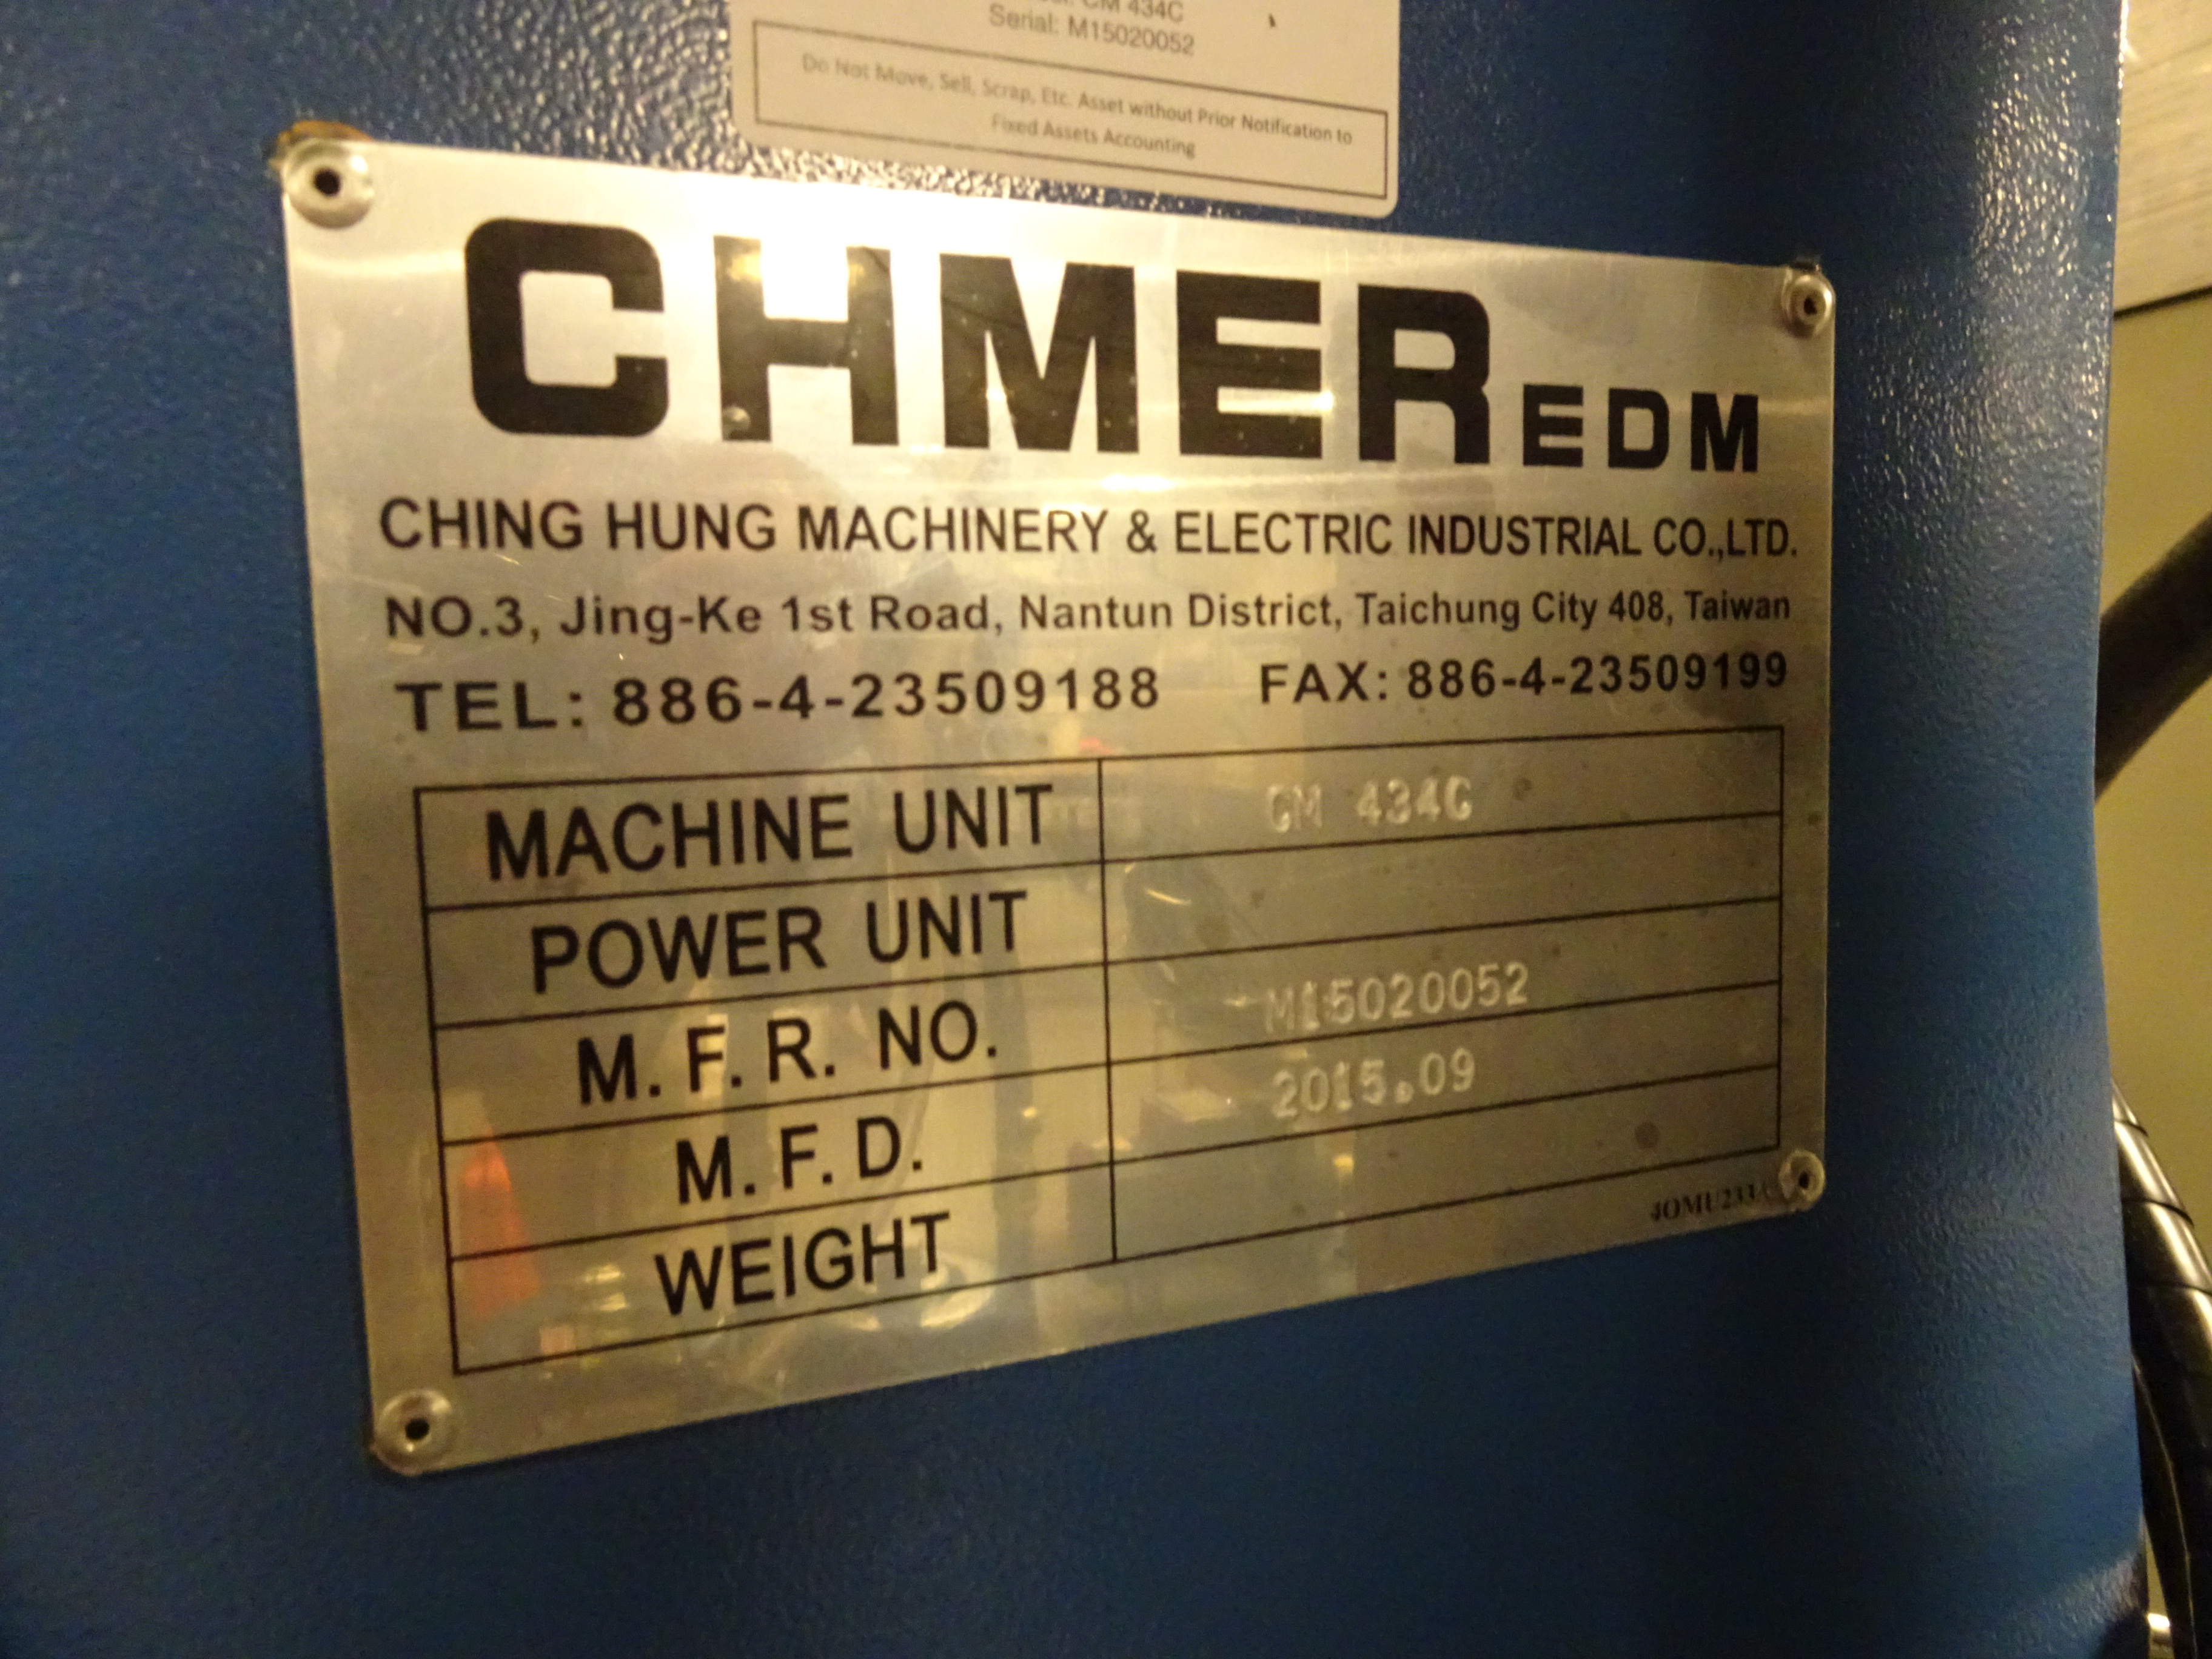 CM 434C
Serial: M15020052
Do Not Move, Sell, Scrap, Etc. Asset without Prior Notification to
Fixed Assets Accounting
CHMER EDM
CHING HUNG MACHINERY & ELECTRIC INDUSTRIAL CO.,LTD.
NO.3, Jing-Ke 1st Road, Nantun District, Taichung City 408, Taiwan
TEL: 886-4-23509188 FAX: 886-4-23509199
MACHINE UNIT CM 434C
POWER UNIT
M.F.R. NO. M15020052
M.F.D. 2015.09
WEIGHT